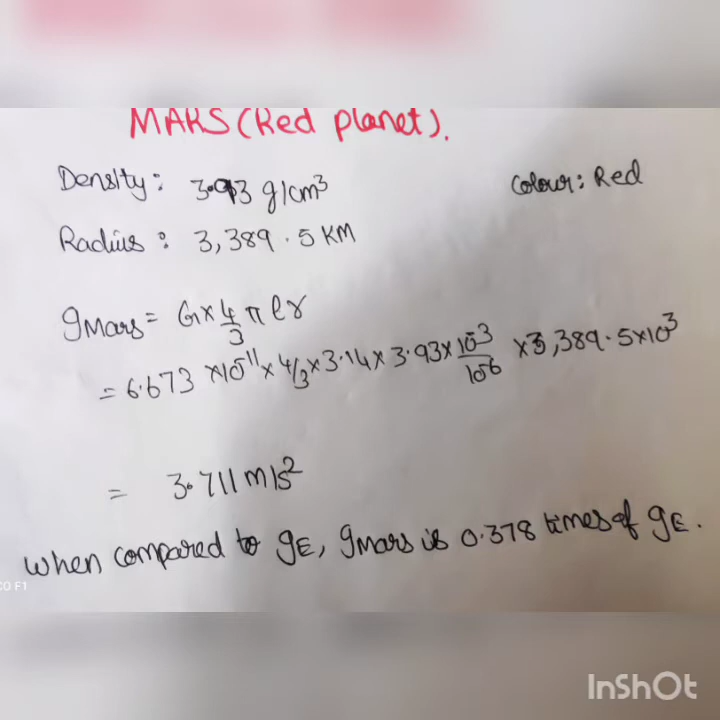 MARS (Red planet).
Density: 3.93 g/cm³
Colour: Red
Radius: 3,389.5 KM
gMars = G × 4/3 π ρ r
= 6.673 × 10⁻¹¹ × 4/3 × 3.14 × 3.93 × 10⁻³/10⁻⁶ × 3,389.5 × 10³
= 3.711 m/s²
When compared to gE, gMars is 0.378 times of gE.
CO F1
InShOt